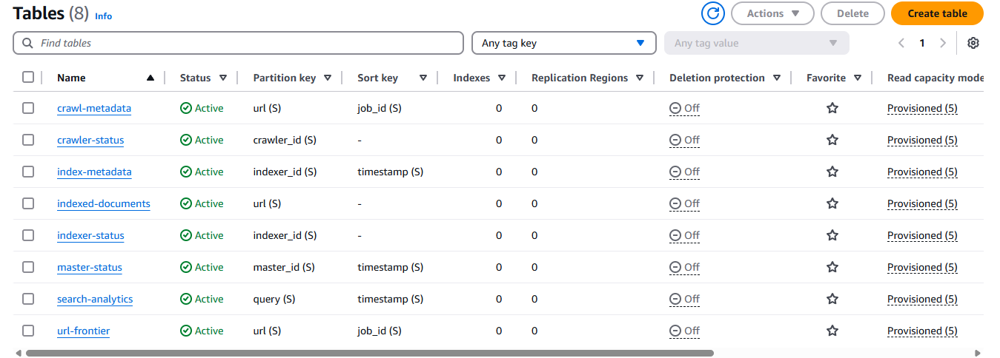 Tables (8) Info Actions Delete Create table
Find tables Any tag key Any tag value 1
Name Status Partition key Sort key Indexes Replication Regions Deletion protection Favorite Read capacity mode
crawl-metadata Active url (S) job_id (S) 0 0 Off Provisioned (5)
crawler-status Active crawler_id (S) - 0 0 Off Provisioned (5)
index-metadata Active indexer_id (S) timestamp (S) 0 0 Off Provisioned (5)
indexed-documents Active url (S) - 0 0 Off Provisioned (5)
indexer-status Active indexer_id (S) - 0 0 Off Provisioned (5)
master-status Active master_id (S) timestamp (S) 0 0 Off Provisioned (5)
search-analytics Active query (S) timestamp (S) 0 0 Off Provisioned (5)
url-frontier Active url (S) job_id (S) 0 0 Off Provisioned (5)